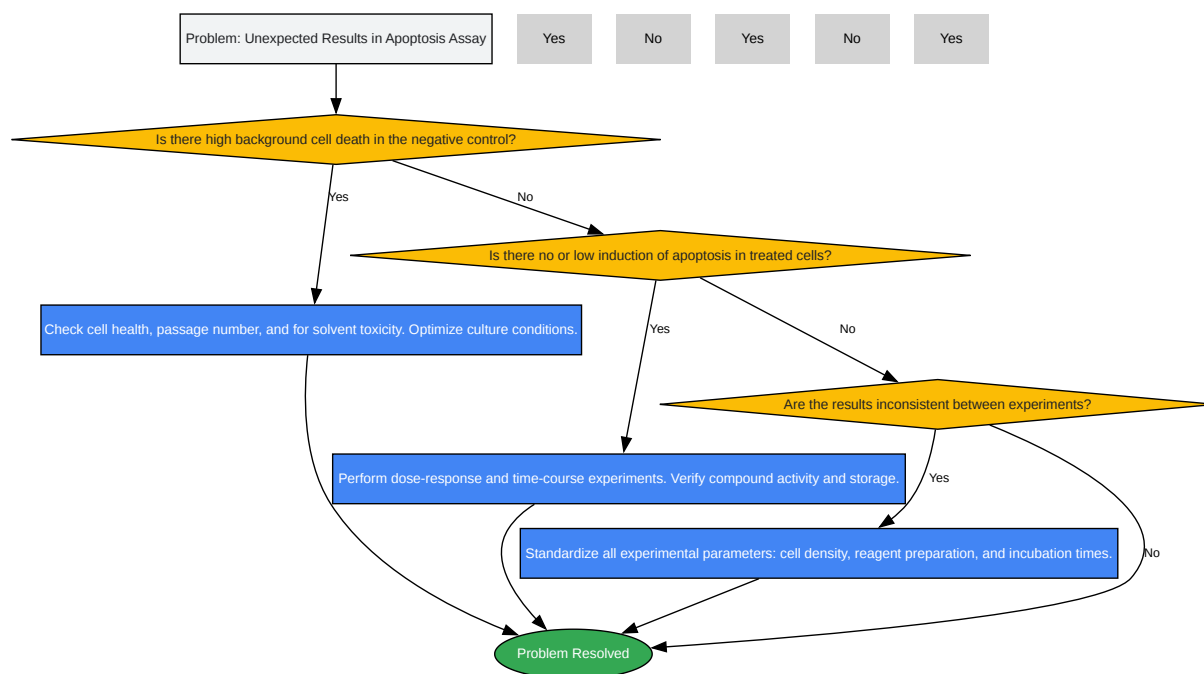 Problem: Unexpected Results in Apoptosis Assay
Yes
No
Yes
No
Yes
Is there high background cell death in the negative control?
Yes
No
Is there no or low induction of apoptosis in treated cells?
Check cell health, passage number, and for solvent toxicity. Optimize culture conditions.
Yes
No
Are the results inconsistent between experiments?
Perform dose-response and time-course experiments. Verify compound activity and storage.
Yes
Standardize all experimental parameters: cell density, reagent preparation, and incubation times.
No
Problem Resolved